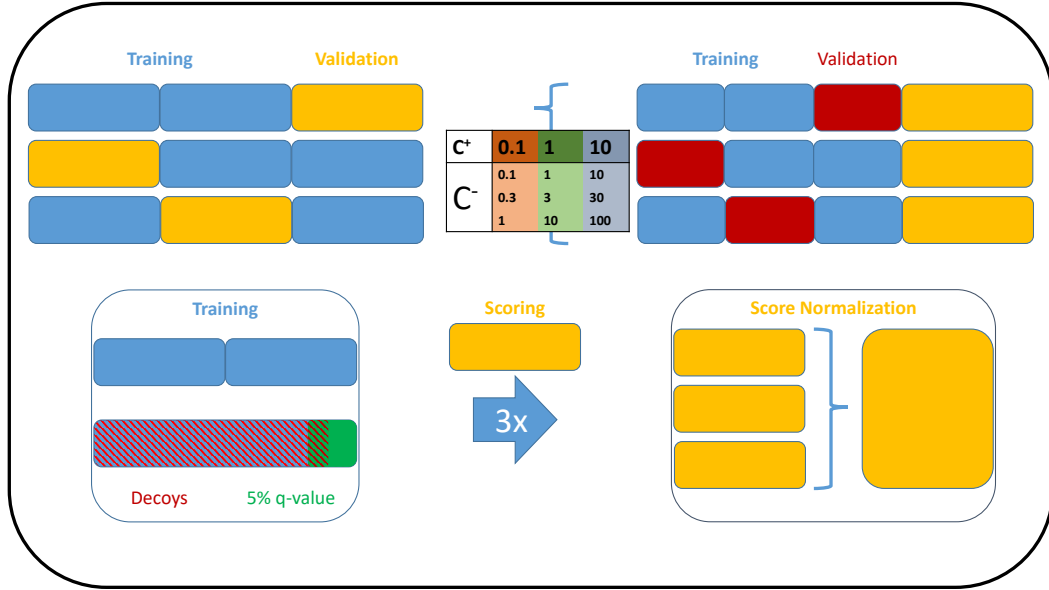 Training Validation
Training Validation
C+ 0.1 1 10
C- 0.1 1 10
0.3 3 30
1 10 100
Training
Scoring
Score Normalization
3x
Decoys 5% q-value